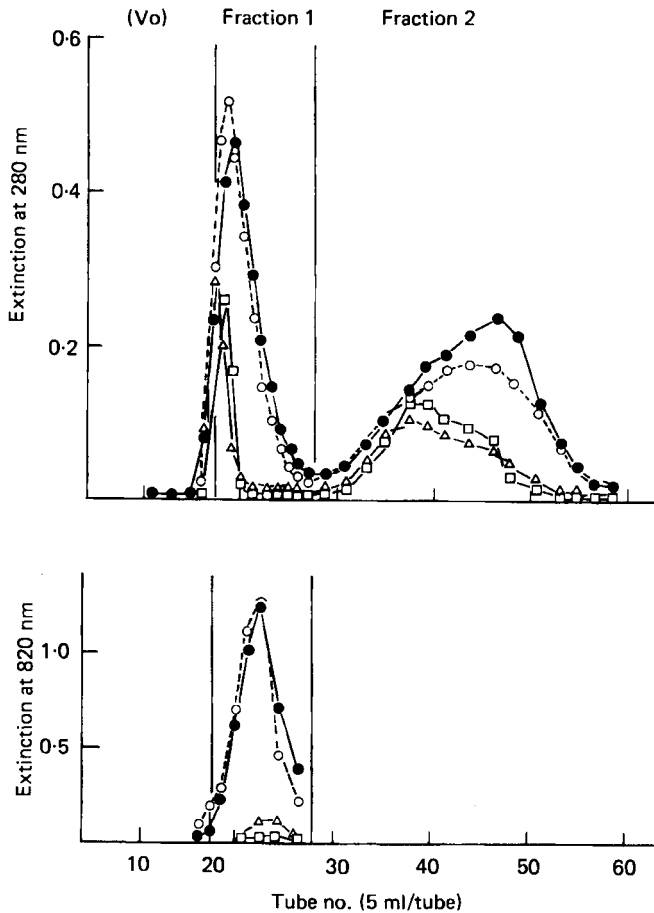 (Vo) Fraction 1 Fraction 2
0·6
0·4
0.2
Extinction at 280 nm
1·0
0·5
Extinction at 820 nm
10 20 30 40 50 60
Tube no. (5 ml/tube)